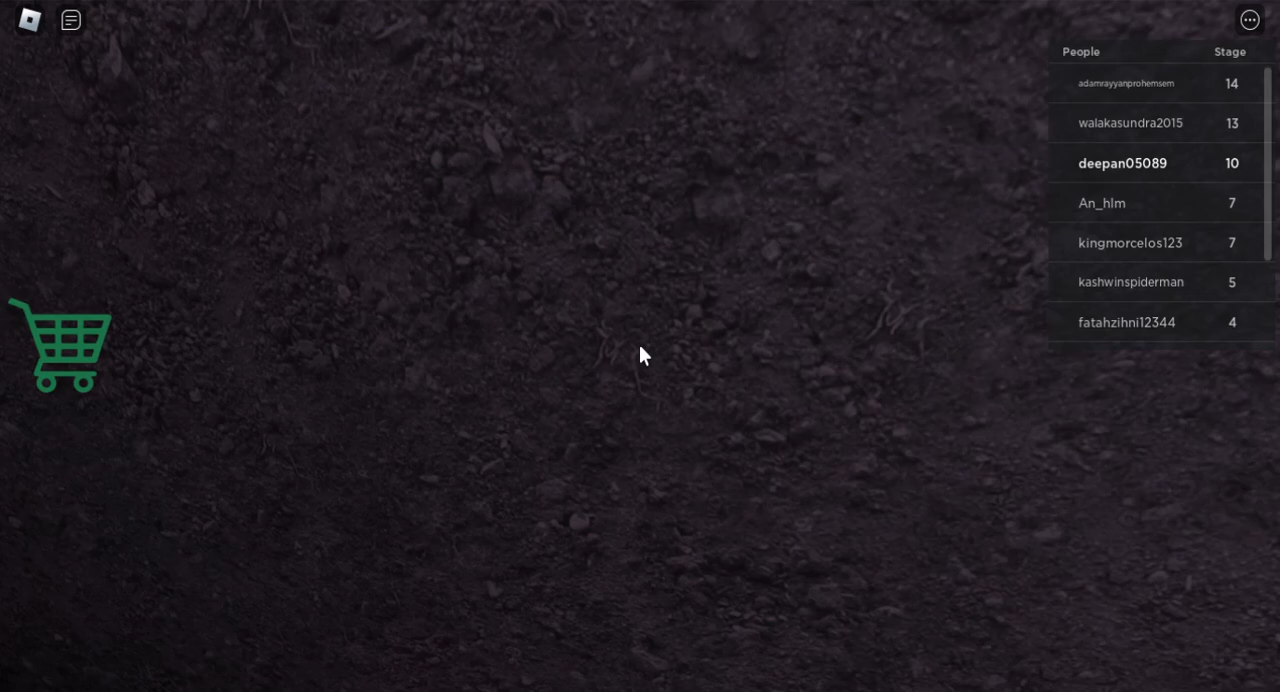 People Stage
adamrayyanprohemsem 14
walakasundra2015 13
deepan05089 10
An_hlm 7
kingmorcelos123 7
kashwinspiderman 5
fatahzihni12344 4